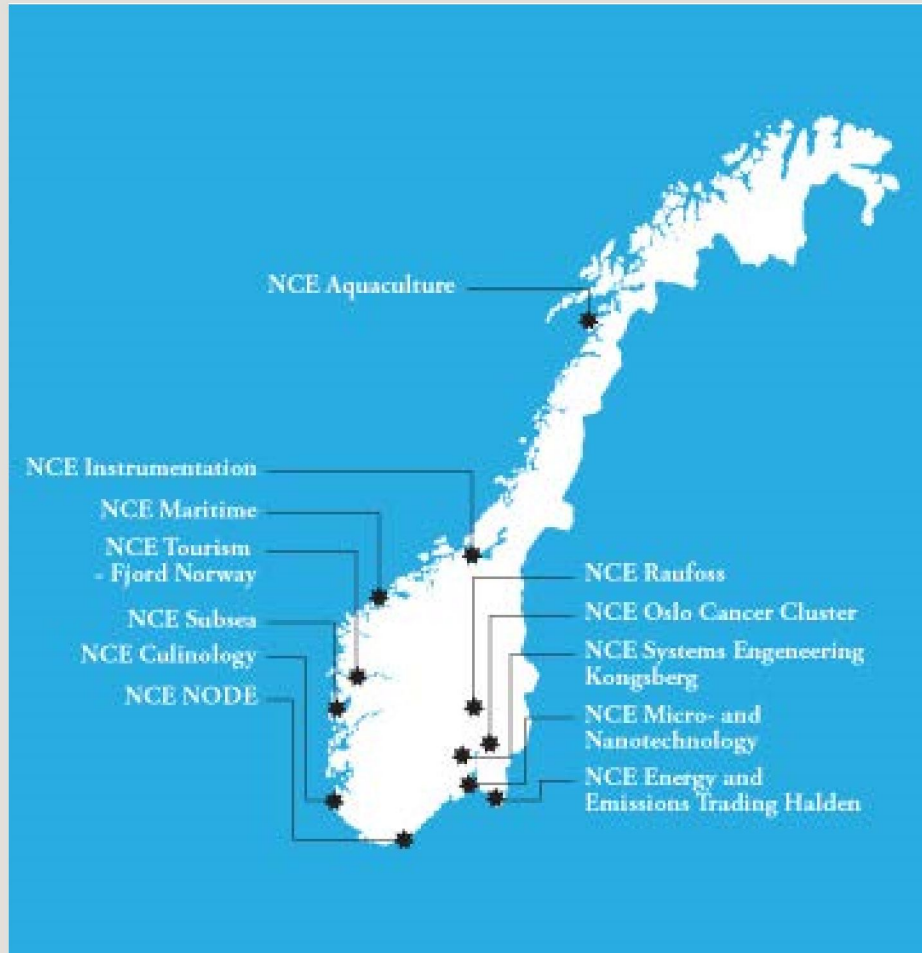 NCE Aquaculture
NCE Instrumentation
NCE Maritime
NCE Tourism
- Fjord Norway
NCE Subsea
NCE Culinology
NCE NODE
NCE Raufoss
NCE Oslo Cancer Cluster
NCE Systems Engeneering
Kongsberg
NCE Micro- and
Nanotechnology
NCE Energy and
Emissions Trading Halden